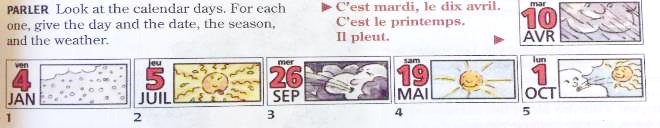 PARLER Look at the calendar days. For each
one, give the day and the date, the season,
and the weather.
▶ C'est mardi, le dix avril.
C'est le printemps.
Il pleut.
▶
mar
10
AVR
ven
4
JAN
1
jeu
5
JUIL
2
mer
26
SEP
3
sam
19
MAI
4
lun
1
OCT
5